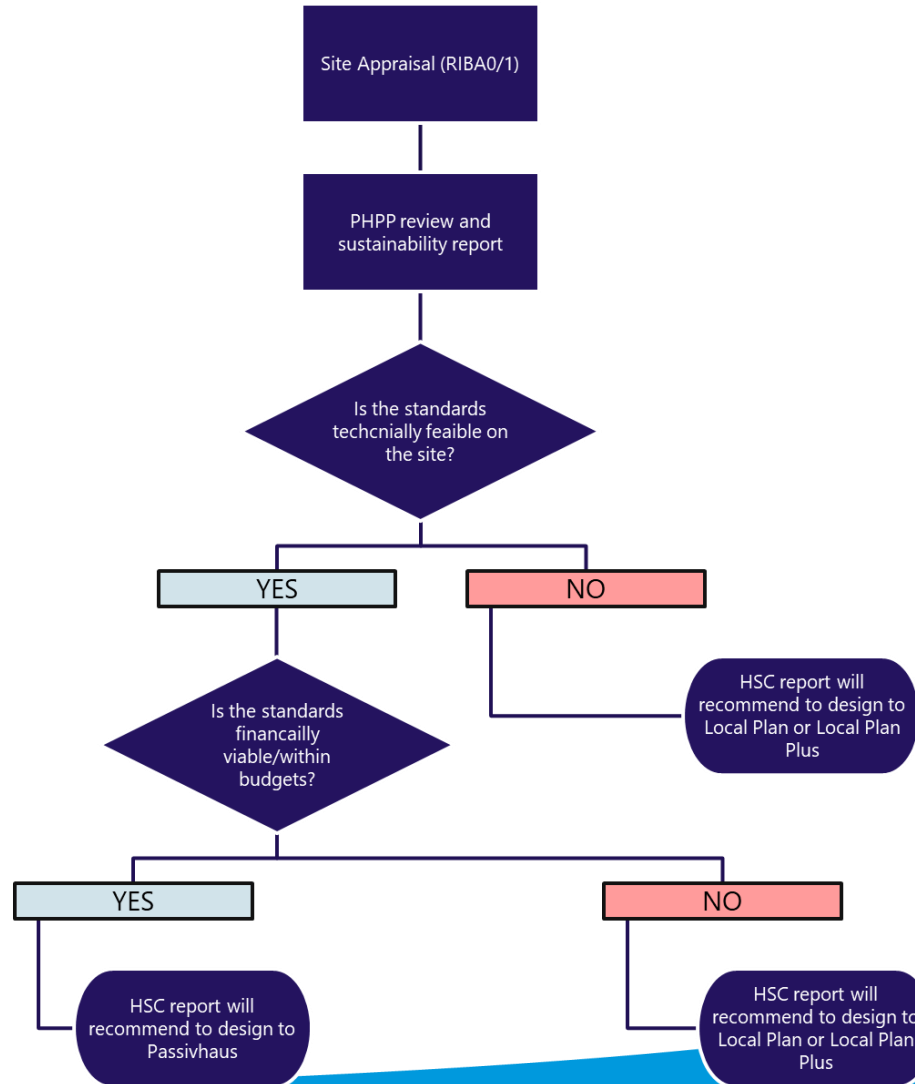 Site Appraisal (RIBA0/1)
PHPP review and
sustainability report
Is the standards
techcnially feaible on
the site?
YES
NO
HSC report will
recommend to design to
Local Plan or Local Plan
Plus
Is the standards
financailly
viable/within
budgets?
YES
NO
HSC report will
recommend to design to
Passivhaus
HSC report will
recommend to design to
Local Plan or Local Plan
Plus